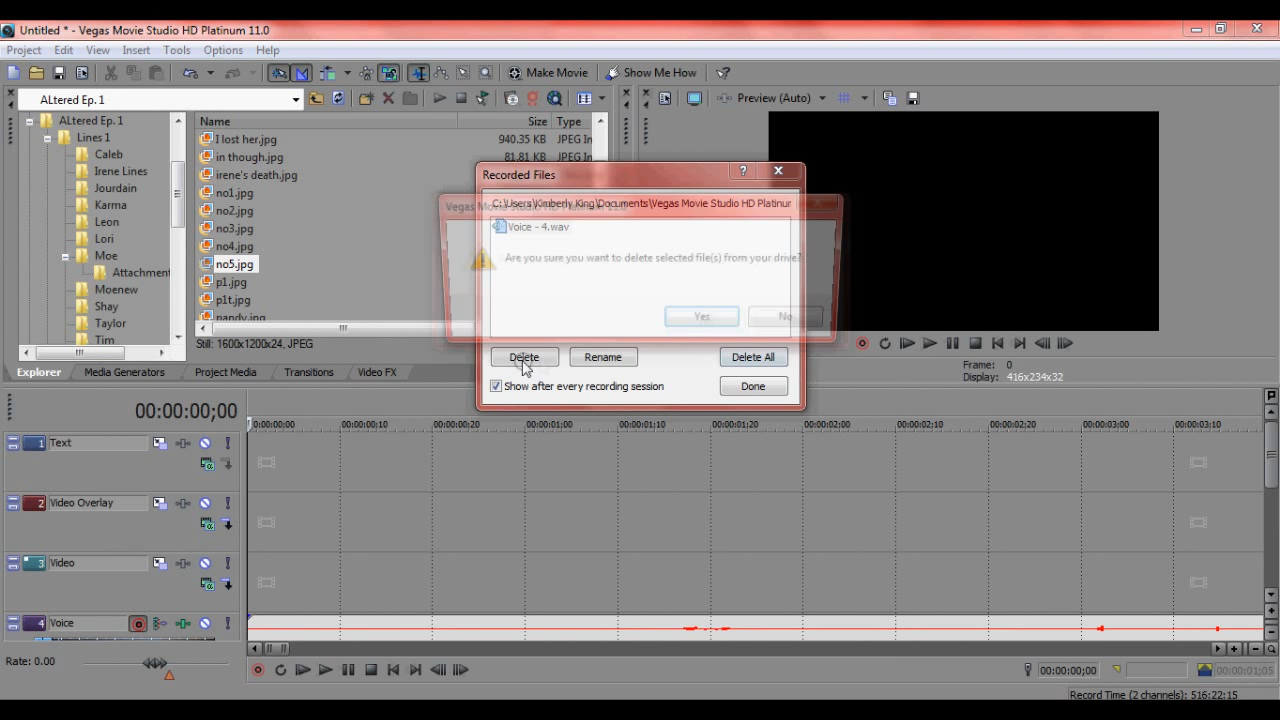 Untitled * - Vegas Movie Studio HD Platinum 11.0
Project Edit View Insert Tools Options Help
Make Movie Show Me How
ALtered Ep. 1
Preview (Auto)
ALtered Ep. 1
Lines 1
Caleb
Irene Lines
Jourdain
Karma
Leon
Lori
Moe
Attachment
Moenew
Shay
Taylor
Tim
Name Size Type
I lost her.jpg 940.35 KB JPEG In
in though.jpg 81.81 KB JPEG In
irene's death.jpg
no1.jpg
no2.jpg
no3.jpg
no4.jpg
no5.jpg
p1.jpg
p1t.jpg
pandy.jpg
Still: 1600x1200x24, JPEG
Recorded Files
C:\Users\Kimberly King\Documents\Vegas Movie Studio HD Platinur
Vegas Movie Studio HD Platinum 11.0
Voice - 4.wav
Are you sure you want to delete selected file(s) from your drive?
Yes No
Delete Rename Delete All
Show after every recording session Done
Frame: 0
Display: 416x234x32
Explorer Media Generators Project Media Transitions Video FX
00:00:00;00
0:00:00:00 00:00:00:10 00:00:00:20 00:00:01:00 00:00:01:10 00:00:01:20 00:00:02:00 00:00:02:10 00:00:02:20 00:00:03:00 00:00:03:10
1 Text
2 Video Overlay
3 Video
4 Voice
Rate: 0.00
00:00:00;00
00:00:01;05
Record Time (2 channels): 516:22:15